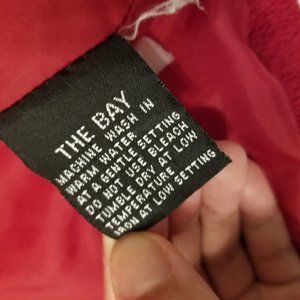 THE BAY
MACHINE WASH IN
WARM WATER
AT A GENTLE SETTING
DO NOT USE BLEACH
TUMBLE DRY AT LOW
TEMPERATURE
IRON AT LOW SETTING